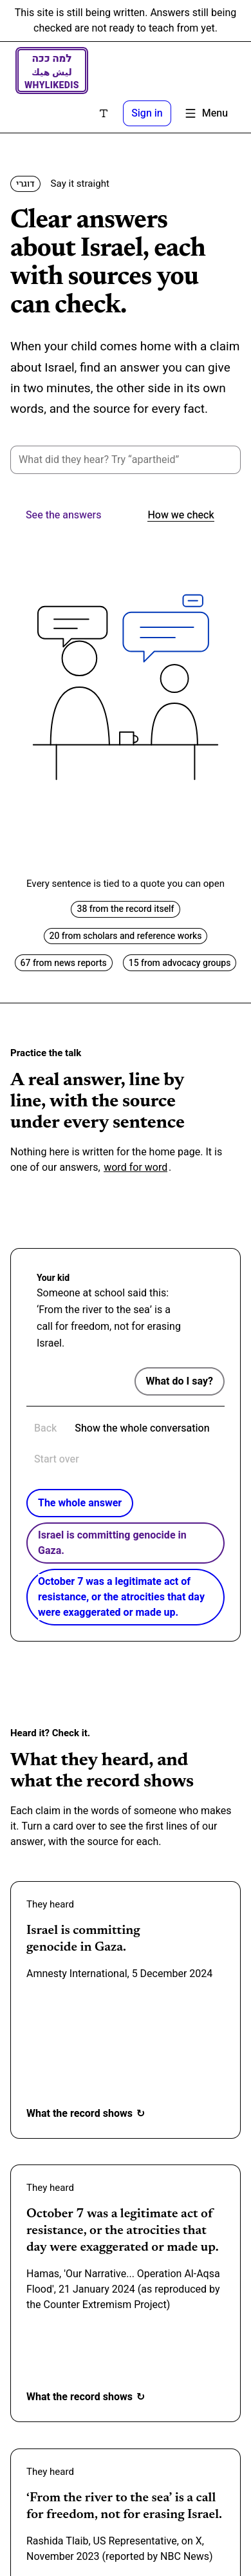 This site is still being written. Answers still being
checked are not ready to teach from yet.
למה ככה
ليش هيك
WHYLIKEDIS
Sign in
Menu
דוגרי
Say it straight
Clear answers
about Israel, each
with sources you
can check.
When your child comes home with a claim
about Israel, find an answer you can give
in two minutes, the other side in its own
words, and the source for every fact.
What did they hear? Try “apartheid”
See the answers
How we check
Every sentence is tied to a quote you can open
38 from the record itself
20 from scholars and reference works
67 from news reports
15 from advocacy groups
Practice the talk
A real answer, line by
line, with the source
under every sentence
Nothing here is written for the home page. It is
one of our answers, word for word.
Your kid
Someone at school said this:
‘From the river to the sea’ is a
call for freedom, not for erasing
Israel.
What do I say?
Back
Show the whole conversation
Start over
The whole answer
Israel is committing genocide in
Gaza.
October 7 was a legitimate act of
resistance, or the atrocities that day
were exaggerated or made up.
Heard it? Check it.
What they heard, and
what the record shows
Each claim in the words of someone who makes
it. Turn a card over to see the first lines of our
answer, with the source for each.
They heard
Israel is committing
genocide in Gaza.
Amnesty International, 5 December 2024
What the record shows ↻
They heard
October 7 was a legitimate act of
resistance, or the atrocities that
day were exaggerated or made up.
Hamas, 'Our Narrative... Operation Al-Aqsa
Flood', 21 January 2024 (as reproduced by
the Counter Extremism Project)
What the record shows ↻
They heard
‘From the river to the sea’ is a call
for freedom, not for erasing Israel.
Rashida Tlaib, US Representative, on X,
November 2023 (reported by NBC News)